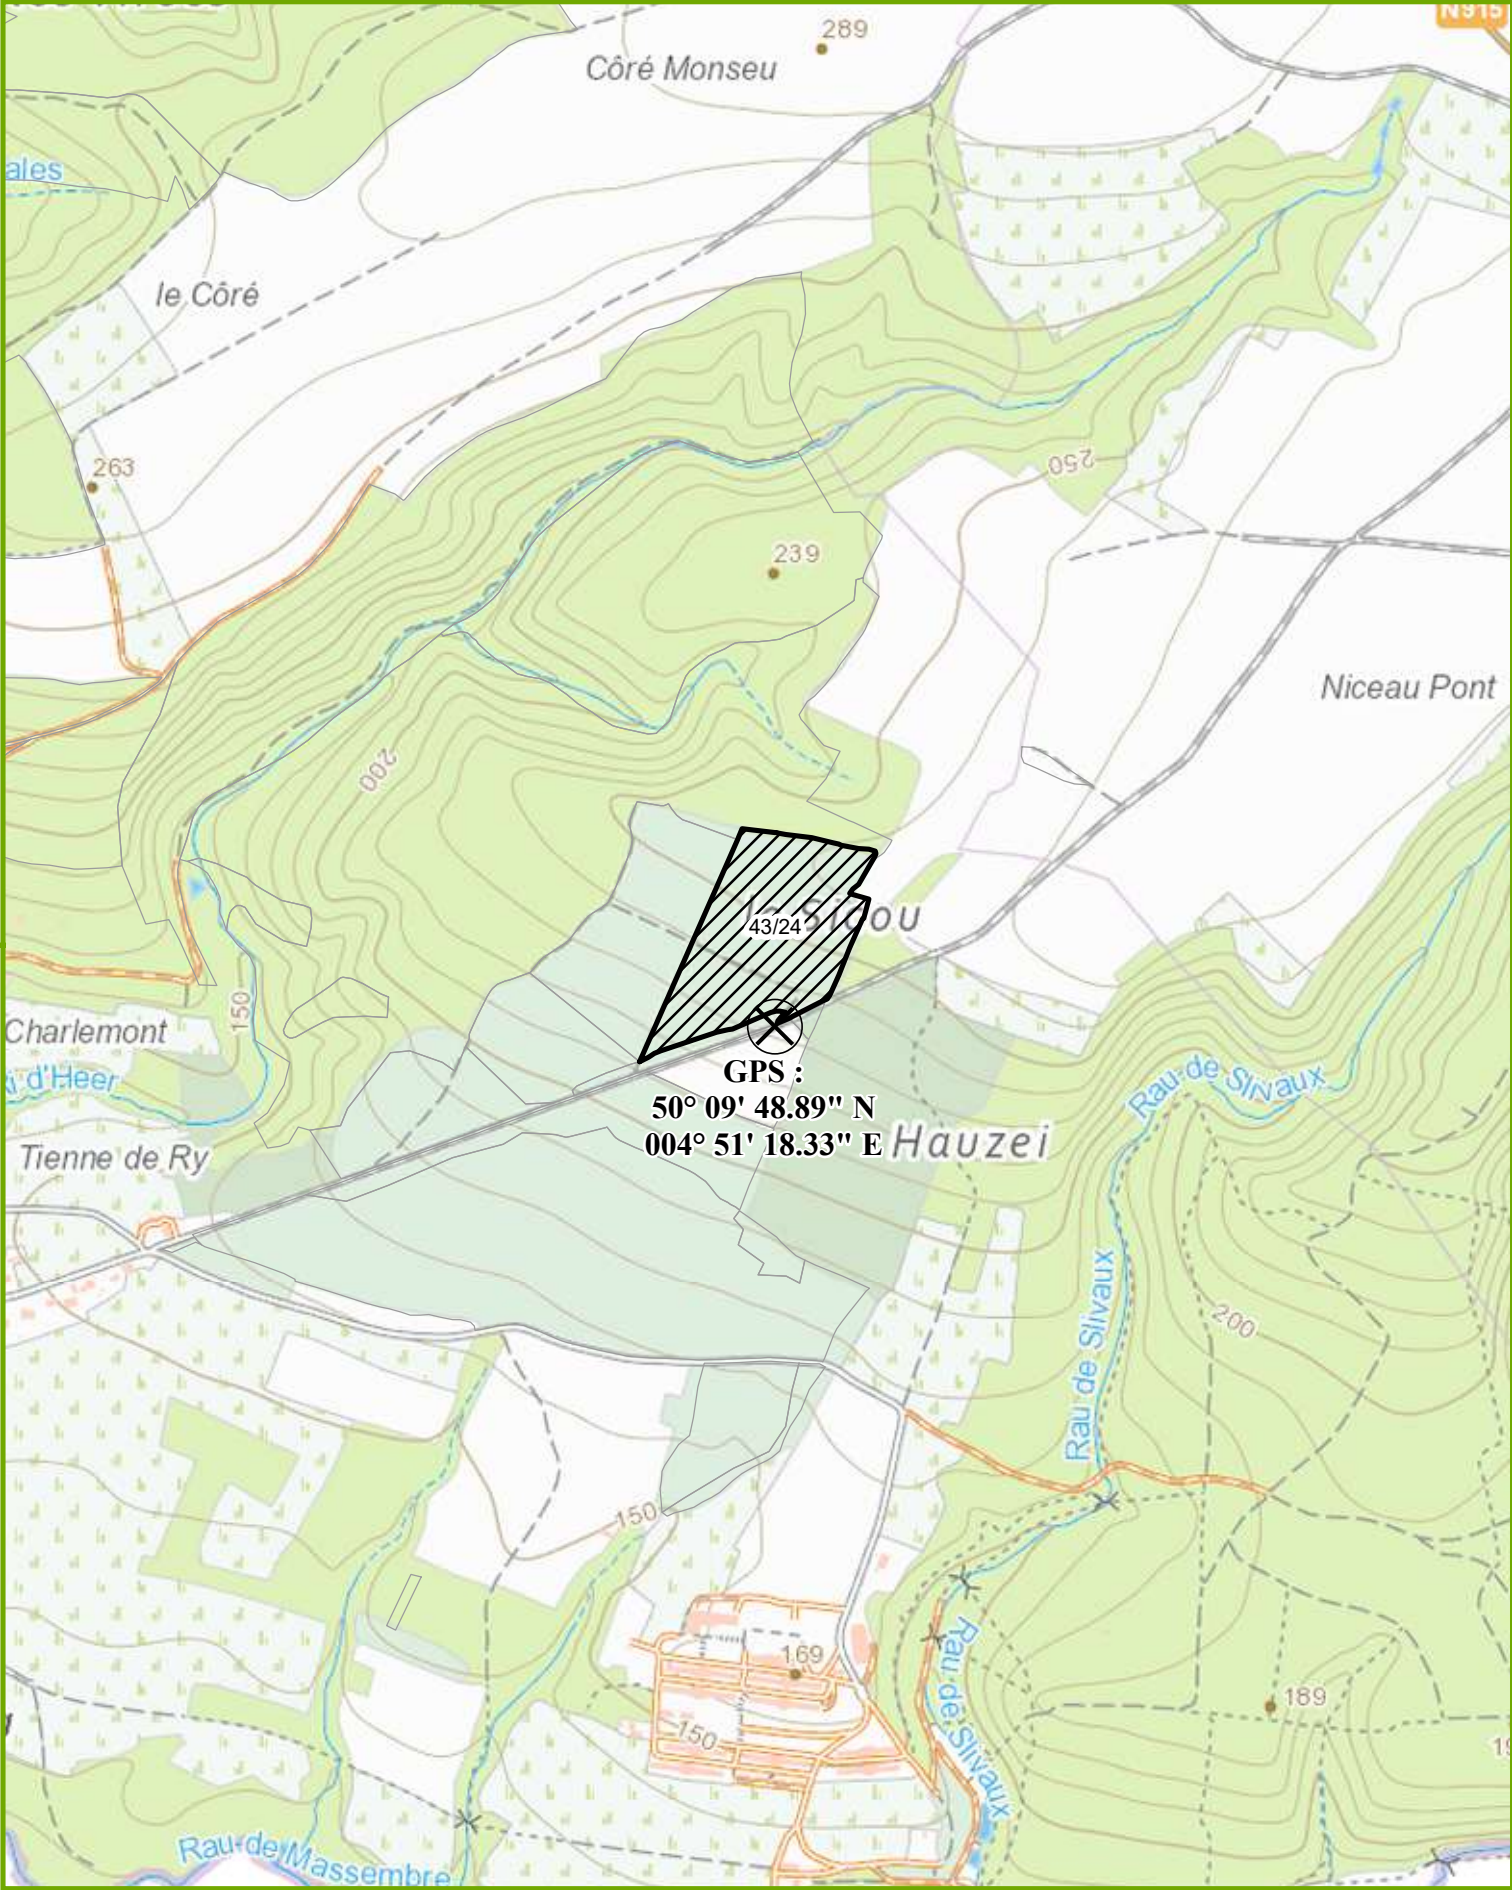 N915
289
Côré Monseu
ales
le Côré
263
250
239
Niceau Pont
200
43/24
150
Charlemont
d'Heer
GPS :
50° 09' 48.89" N
004° 51' 18.33" E
Hauzei
Rau de Slivaux
Tienne de Ry
Rau de Slivaux
200
150
169
Rau de Slivaux
189
150
Rau de Massembre